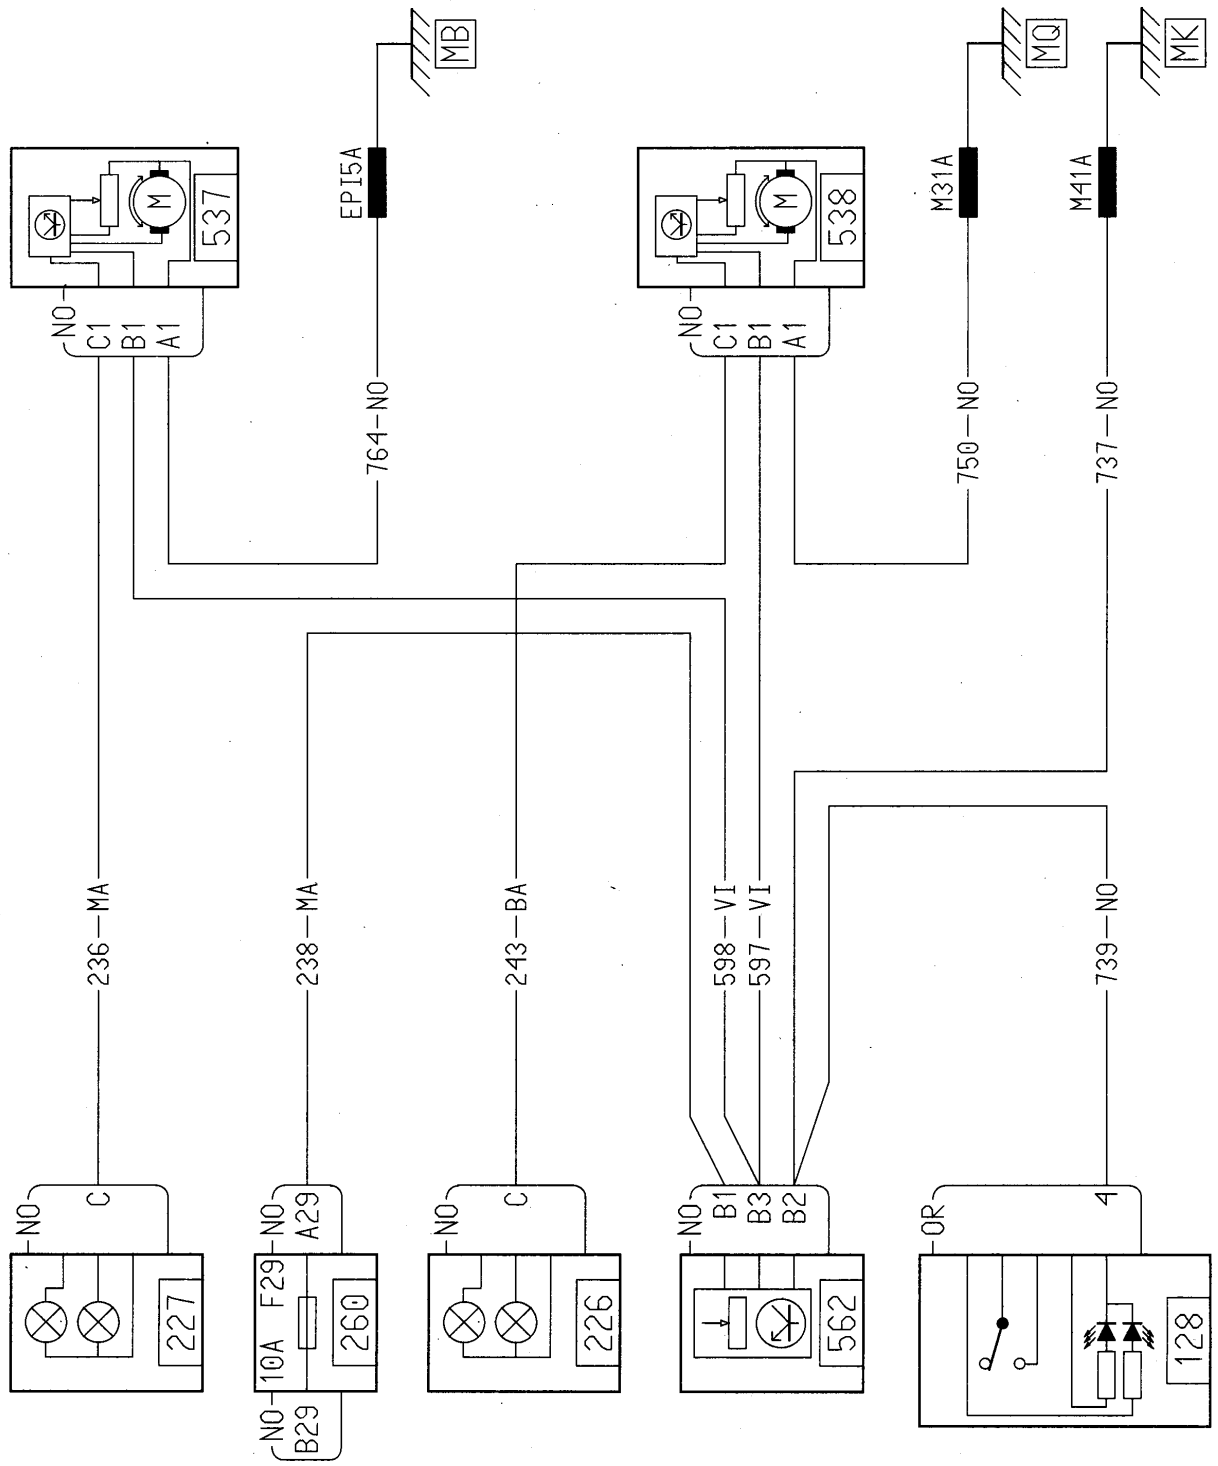 MB
MQ
MK
EPI5A
M31A
M41A
M
537
M
538
NO
C1
B1
A1
NO
C1
B1
A1
764-NO
750-NO
737-NO
236-MA
238-MA
243-BA
598-VI
597-VI
739-NO
NO
C
NO
A29
NO
C
NO
B1
B3
B2
OR
4
227
10A F29
260
226
562
128
NO
B29